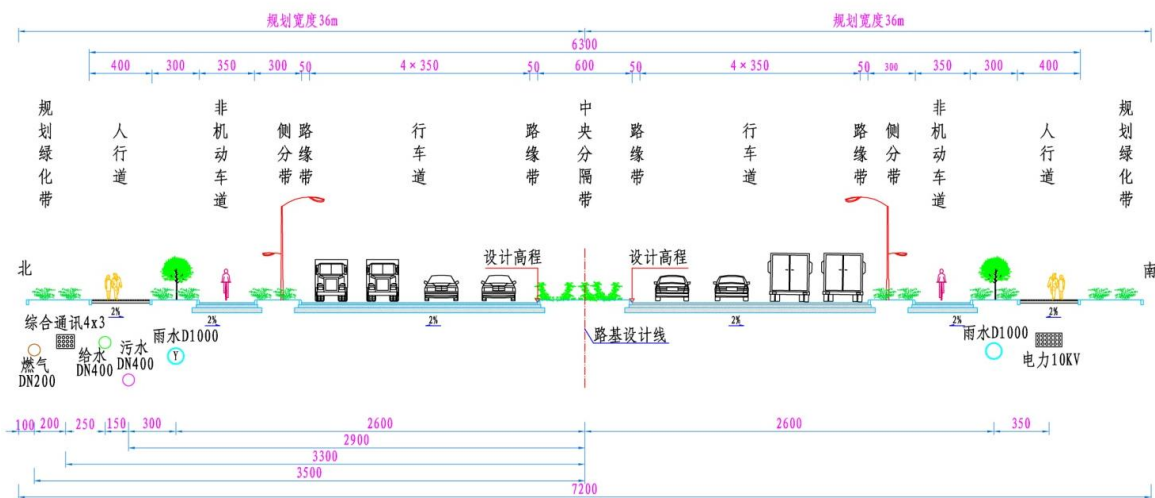 规划宽度36m
规划宽度36m
6300
400
300
350
300
50
4×350
50
600
50
4×350
50
300
350
300
400
规划绿化带
人行道
非机动车道
侧分带
路缘带
行车道
路缘带
中央分隔带
路缘带
行车道
路缘带
侧分带
非机动车道
人行道
规划绿化带
北
设计高程
设计高程
南
2%
2%
2%
2%
2%
2%
综合通讯4x3
雨水D1000
Y
燃气
DN200
给水
DN400
污水
DN400
路基设计线
雨水D1000
电力10KV
100
200
250
150
300
2600
2600
350
2900
3300
3500
7200